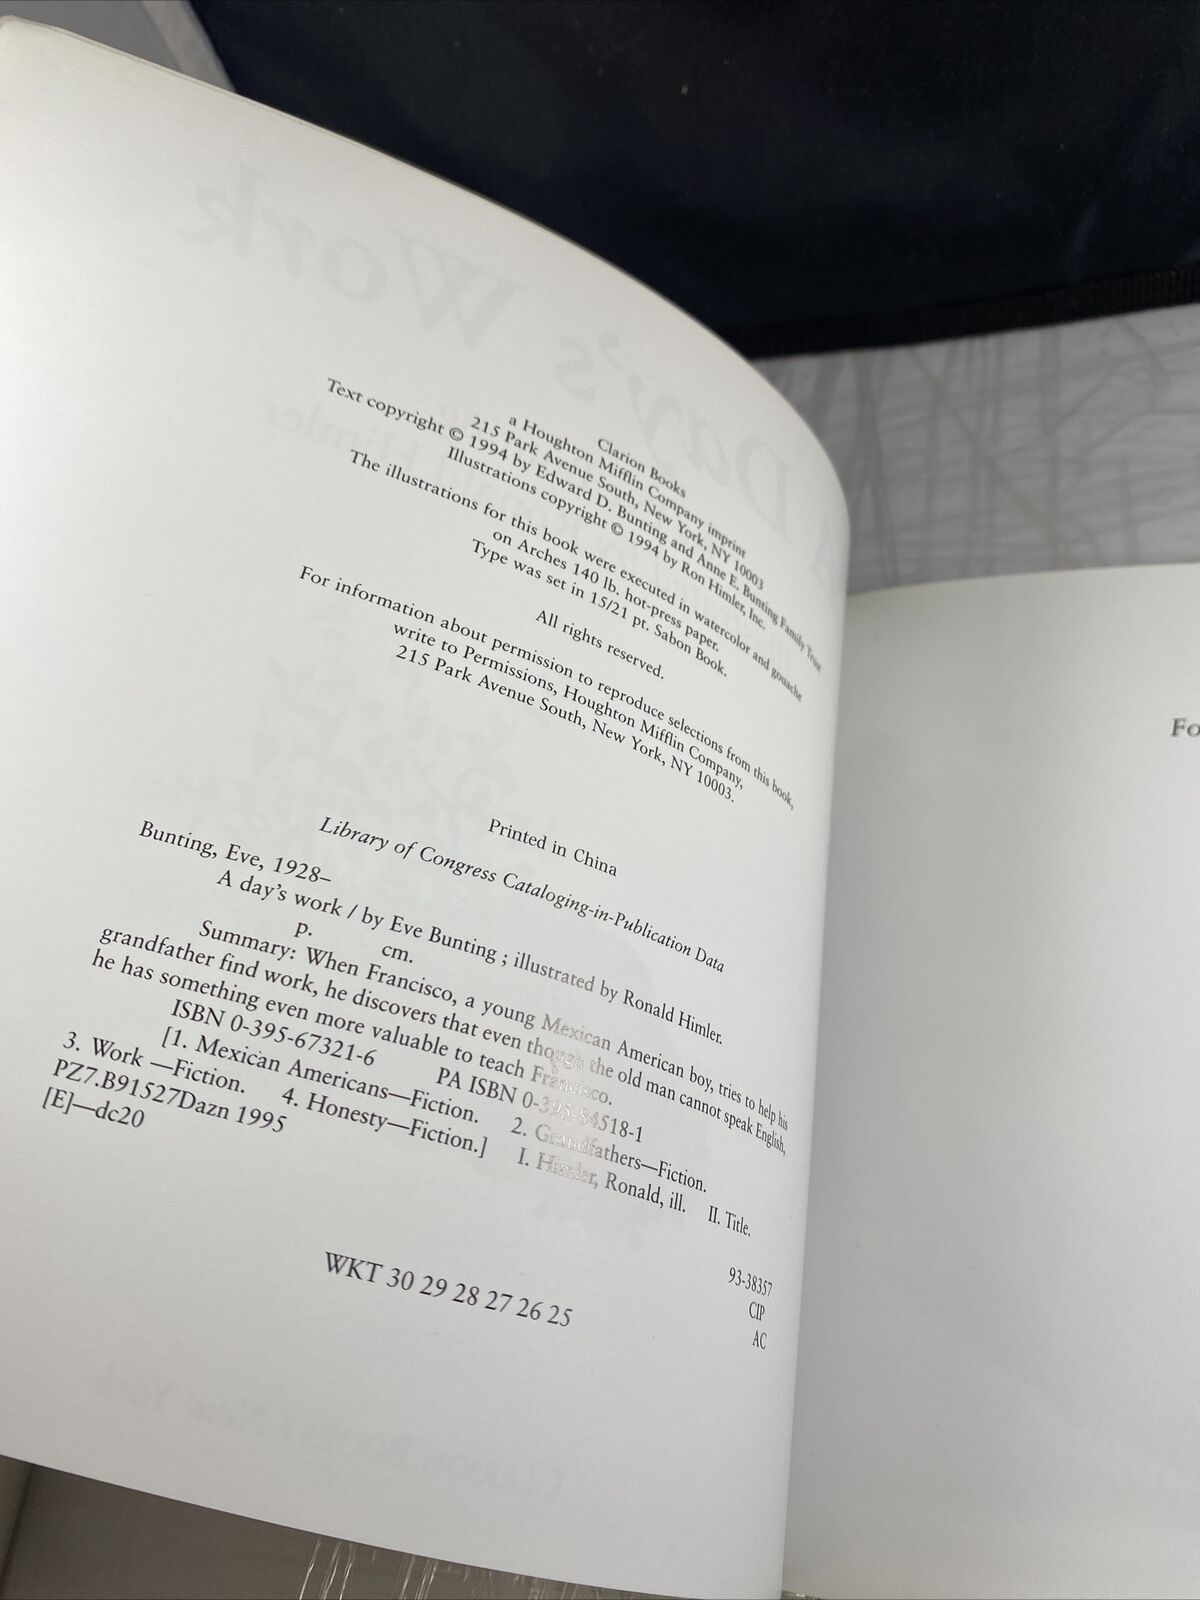 Clarion Books
a Houghton Mifflin Company imprint
215 Park Avenue South, New York, NY 10003
Text copyright © 1994 by Edward D. Bunting and Anne E. Bunting Family Trust
Illustrations copyright © 1994 by Ron Himler, Inc.
The illustrations for this book were executed in watercolor and gouache
on Arches 140 lb. hot-press paper.
Type was set in 15/21 pt. Sabon Book.
All rights reserved.
For information about permission to reproduce selections from this book,
write to Permissions, Houghton Mifflin Company,
215 Park Avenue South, New York, NY 10003.
Printed in China
Library of Congress Cataloging-in-Publication Data
Bunting, Eve, 1928–
A day's work / by Eve Bunting ; illustrated by Ronald Himler.
p. cm.
Summary: When Francisco, a young Mexican American boy, tries to help his
grandfather find work, he discovers that even though the old man cannot speak English,
he has something even more valuable to teach Francisco.
ISBN 0-395-67321-6 PA ISBN 0-395-84518-1
[1. Mexican Americans—Fiction. 2. Grandfathers—Fiction.
3. Work —Fiction. 4. Honesty—Fiction.] I. Himler, Ronald, ill. II. Title.
PZ7.B91527Dazn 1995
[E]—dc20
93-38357
CIP
AC
WKT 30 29 28 27 26 25
Fo
A Day's Work
Clarion Books / New York